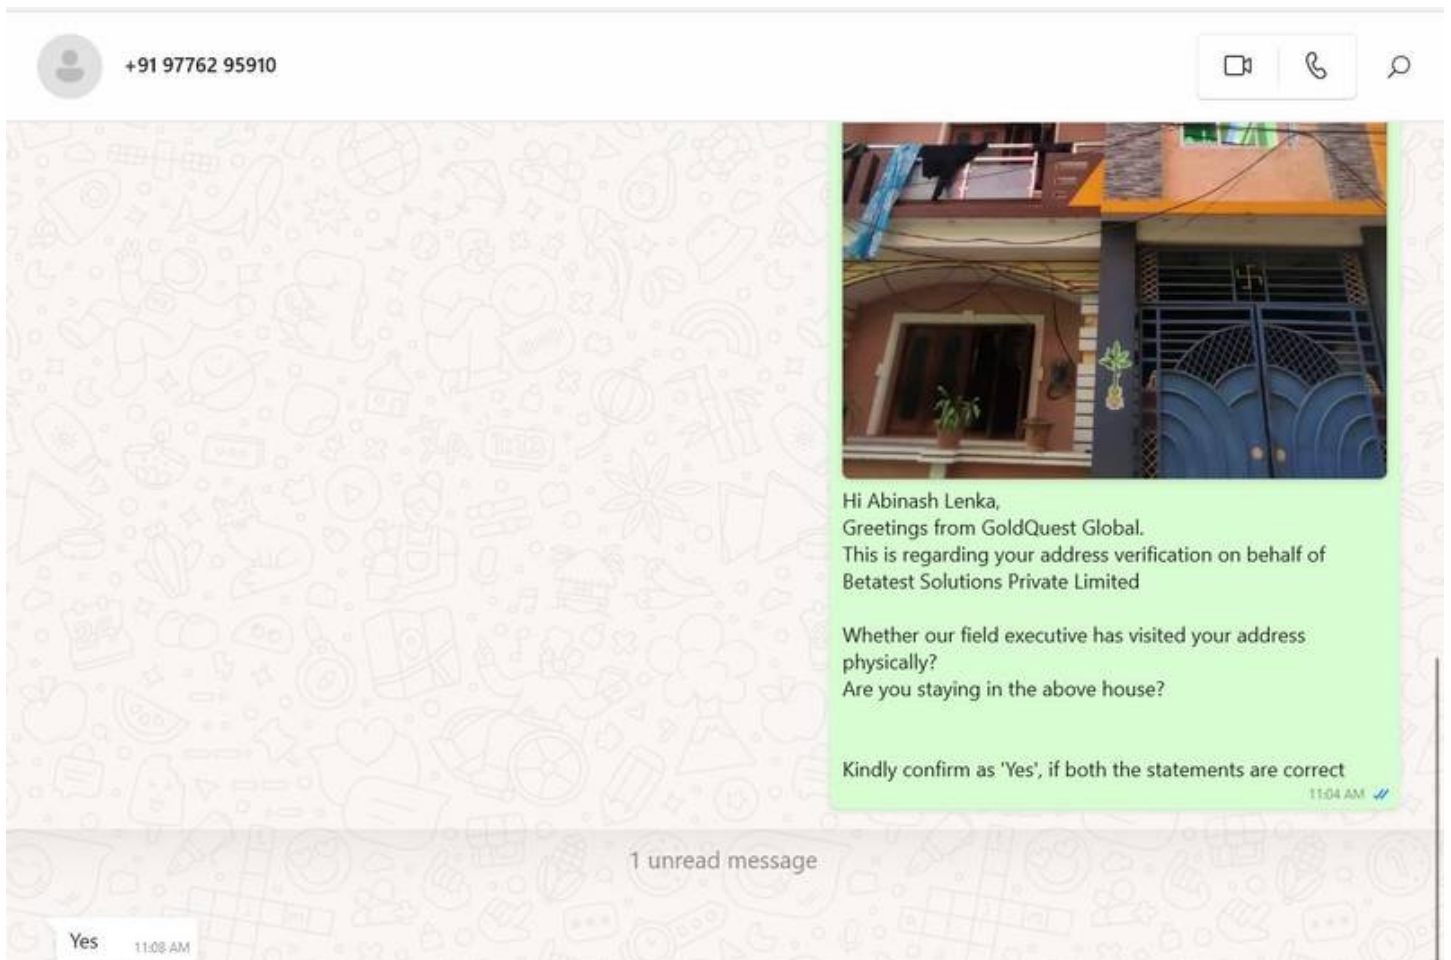 +91 97762 95910
Hi Abinash Lenka,
Greetings from GoldQuest Global.
This is regarding your address verification on behalf of
Betatest Solutions Private Limited
Whether our field executive has visited your address
physically?
Are you staying in the above house?
Kindly confirm as 'Yes', if both the statements are correct
11:04 AM
1 unread message
Yes
11:08 AM